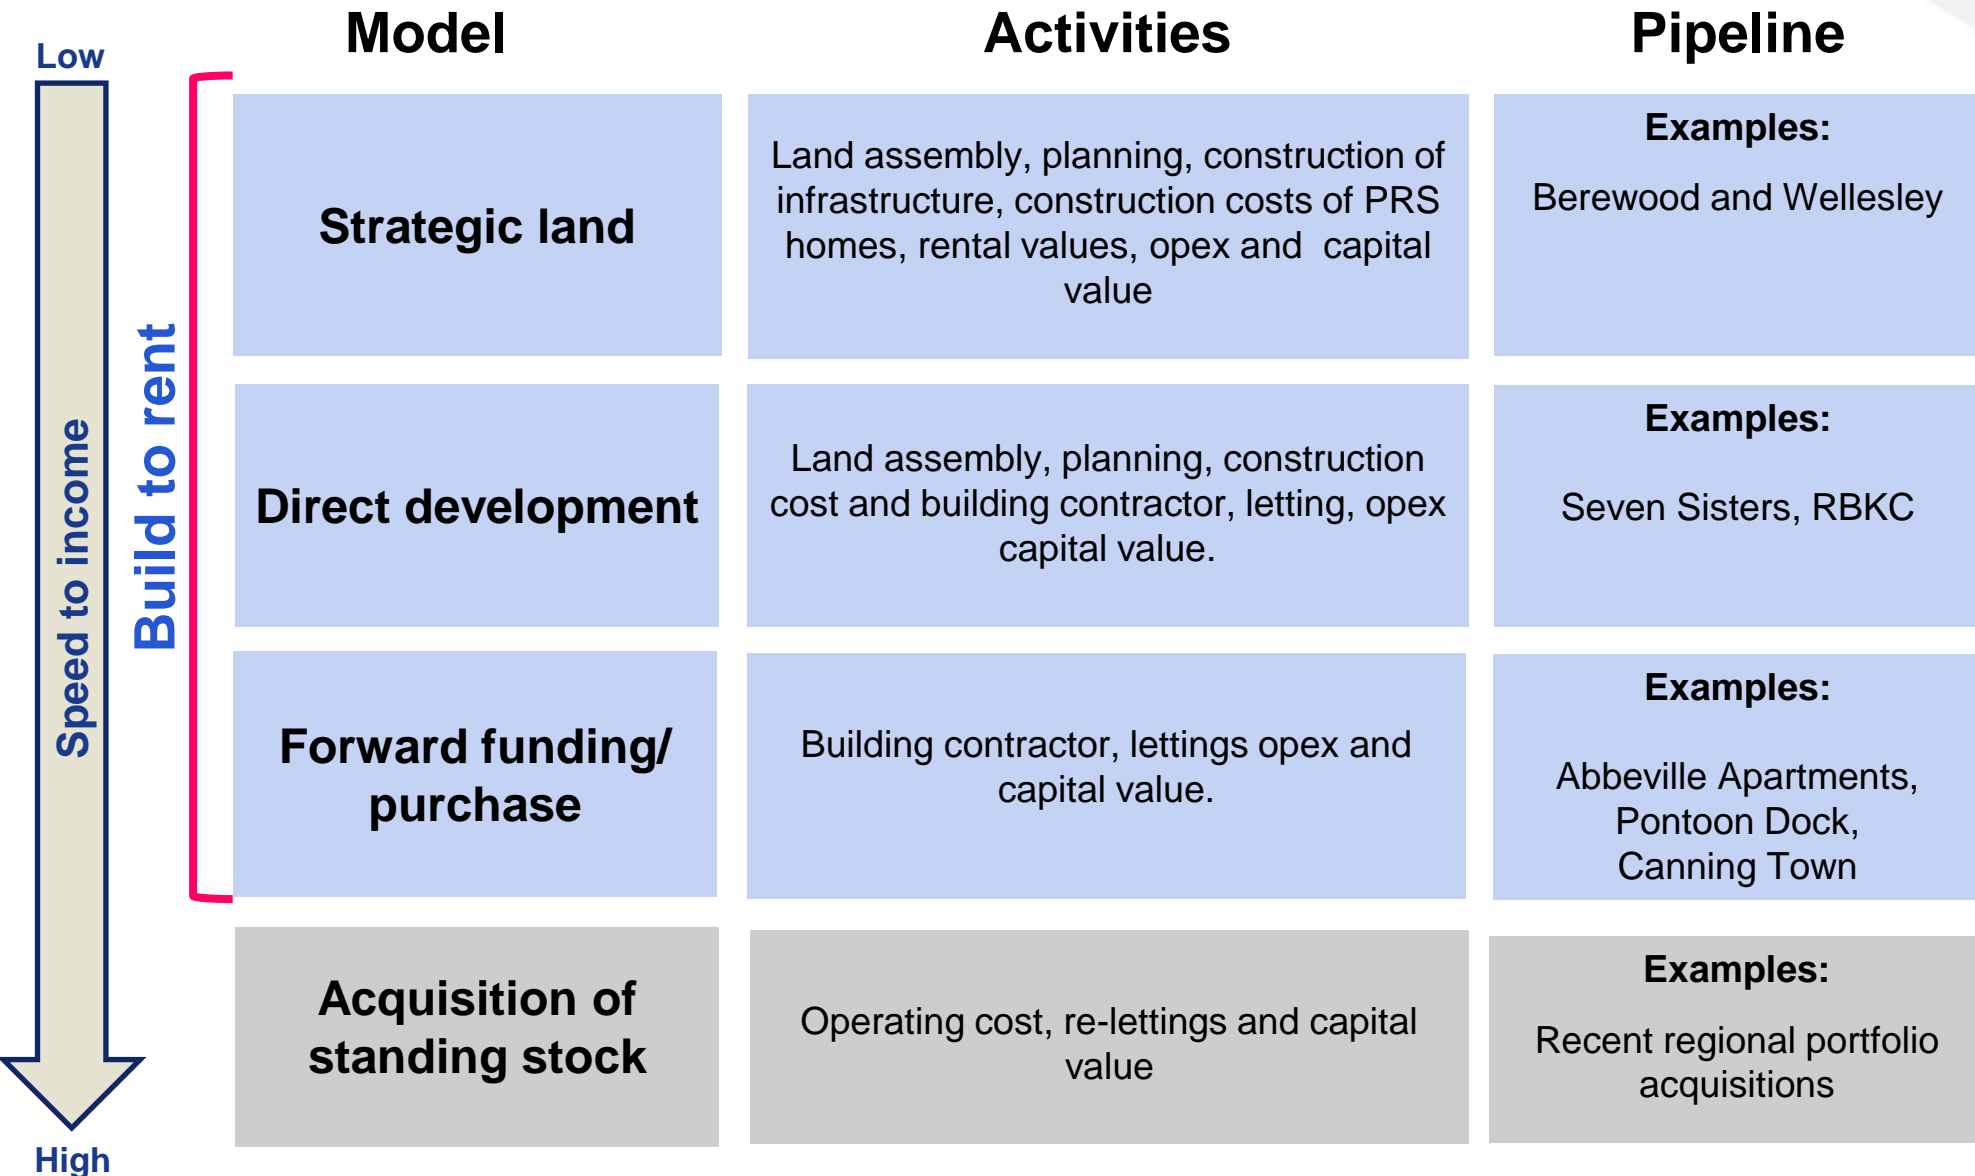 Model
Activities
Pipeline
Low
Speed to income
High
Build to rent
Strategic land
Land assembly, planning, construction of
infrastructure, construction costs of PRS
homes, rental values, opex and capital
value
Examples:
Berewood and Wellesley
Direct development
Land assembly, planning, construction
cost and building contractor, letting, opex
capital value.
Examples:
Seven Sisters, RBKC
Forward funding/
purchase
Building contractor, lettings opex and
capital value.
Examples:
Abbeville Apartments,
Pontoon Dock,
Canning Town
Acquisition of
standing stock
Operating cost, re-lettings and capital
value
Examples:
Recent regional portfolio
acquisitions